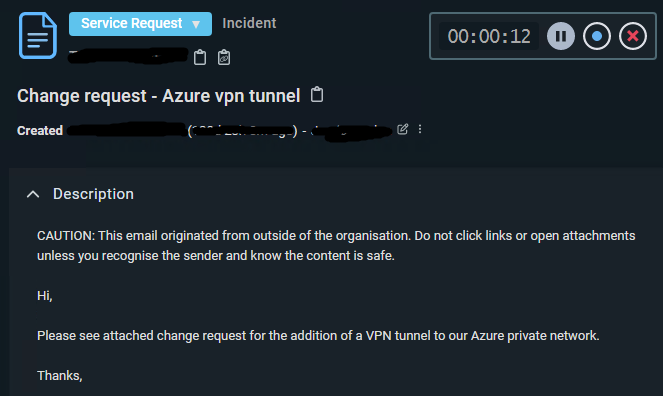 Service Request ▼ Incident
00:00:12
Change request - Azure vpn tunnel
Created
Description
CAUTION: This email originated from outside of the organisation. Do not click links or open attachments
unless you recognise the sender and know the content is safe.
Hi,
Please see attached change request for the addition of a VPN tunnel to our Azure private network.
Thanks,